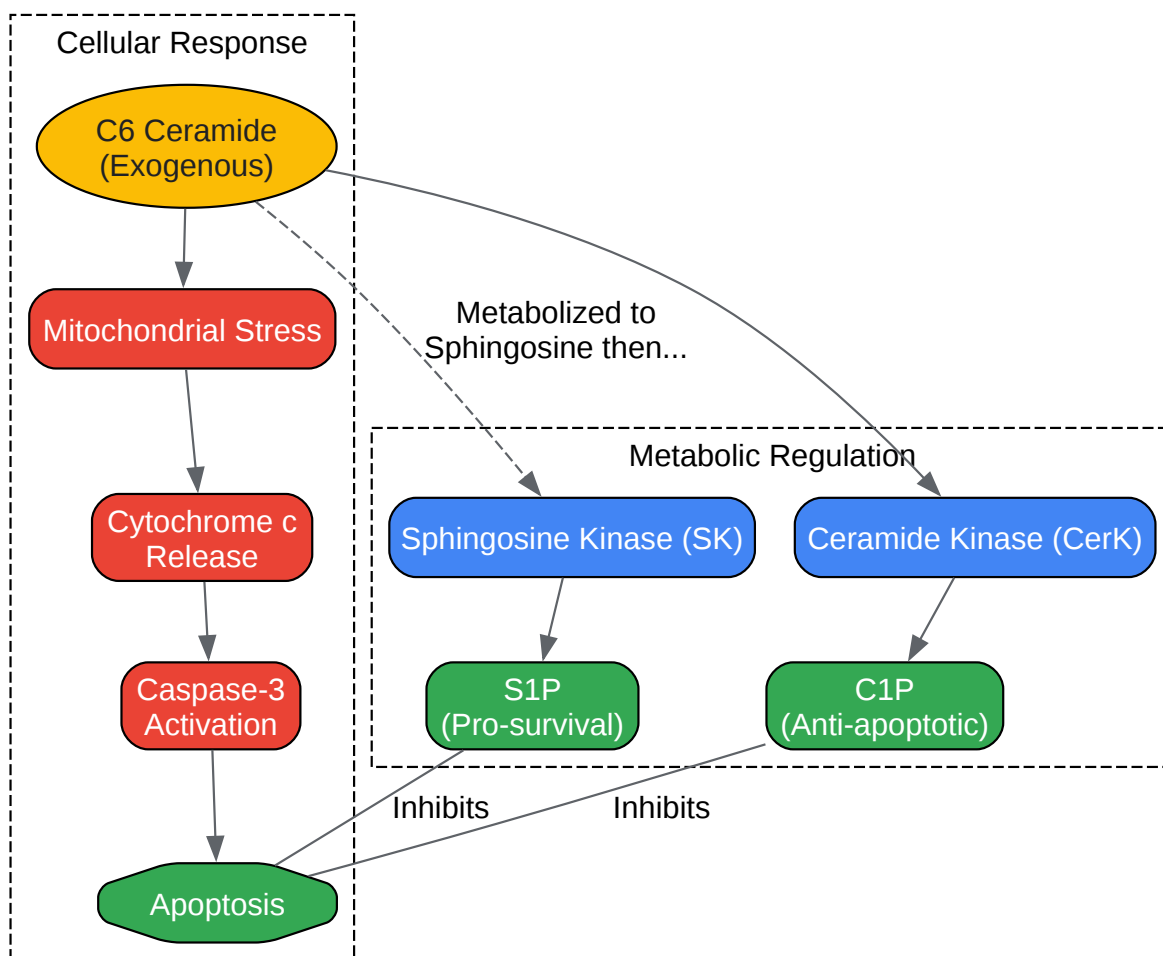 Cellular Response
C6 Ceramide
(Exogenous)
Mitochondrial Stress
Metabolized to
Sphingosine then...
Metabolic Regulation
Cytochrome c
Release
Sphingosine Kinase (SK)
Ceramide Kinase (CerK)
Caspase-3
Activation
S1P
(Pro-survival)
C1P
(Anti-apoptotic)
Inhibits
Inhibits
Apoptosis